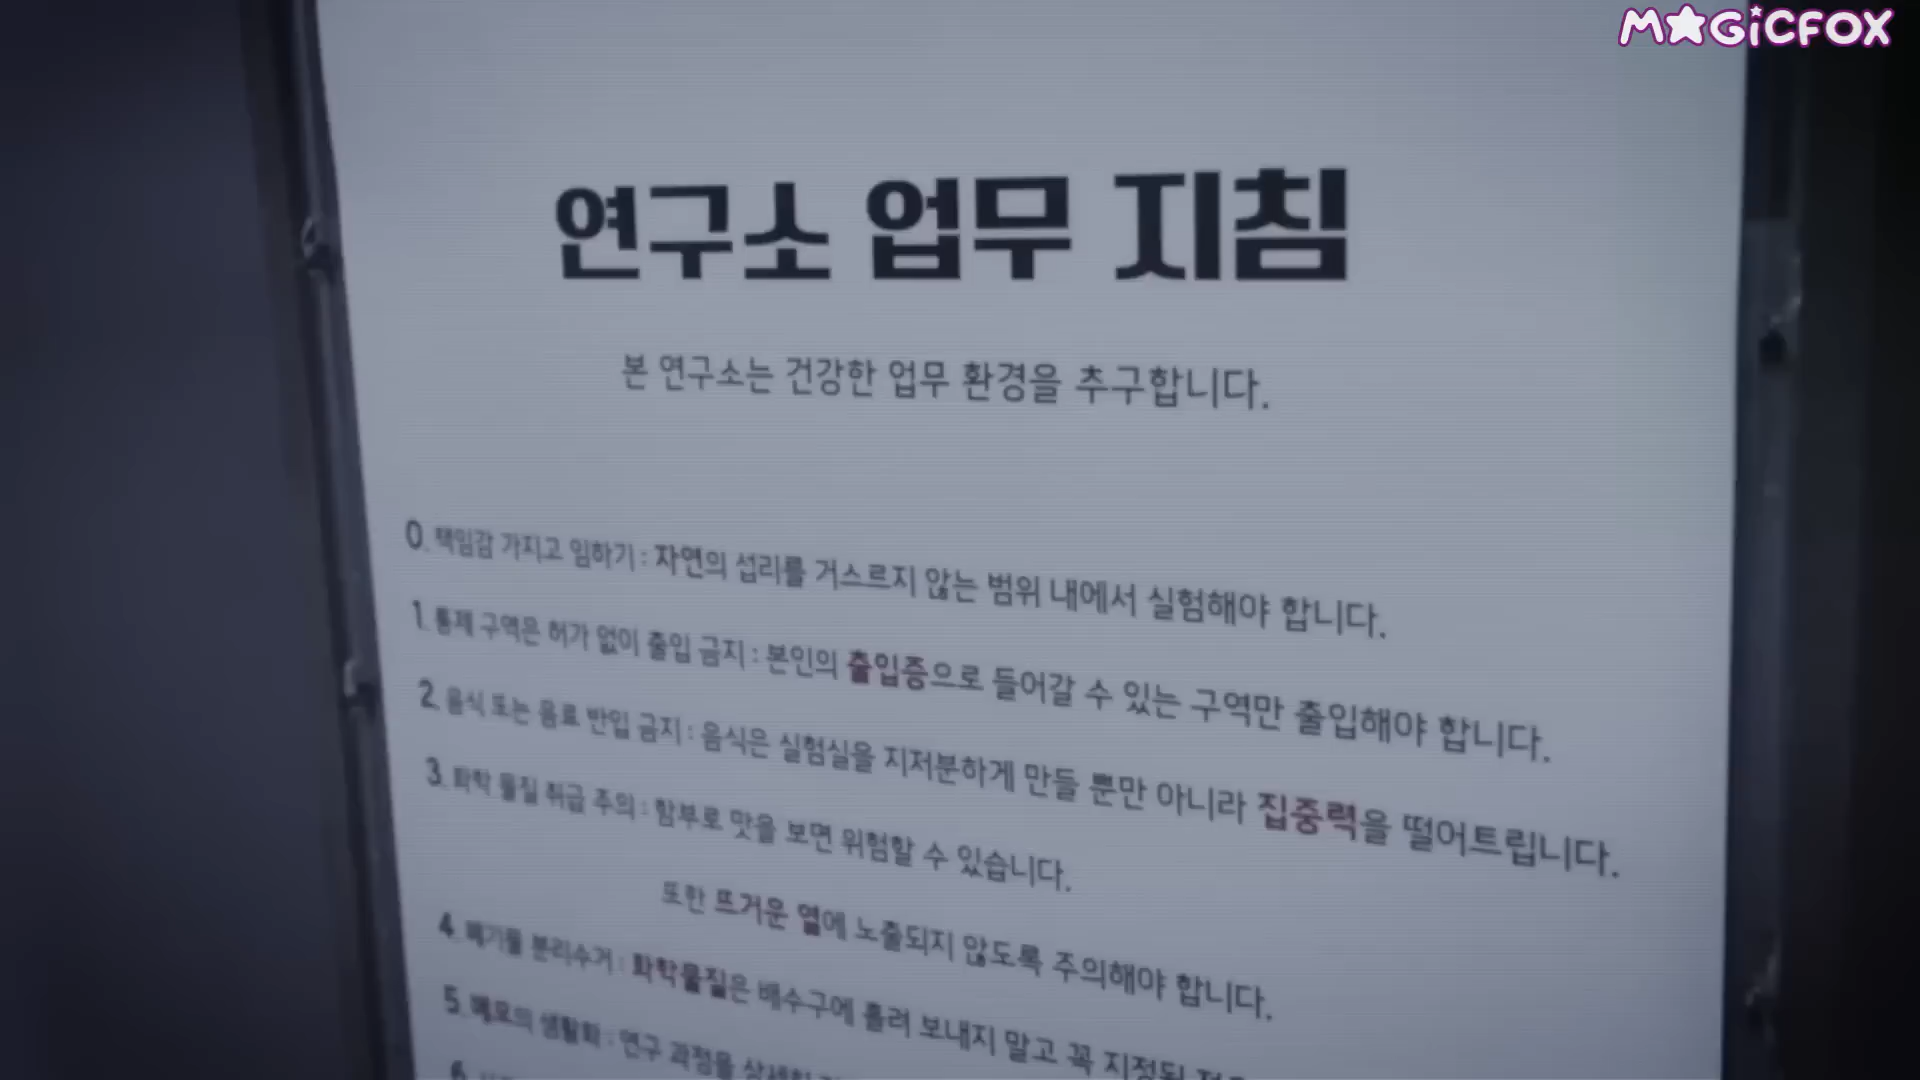 MAGiCFOX
연구소 업무 지침
본 연구소는 건강한 업무 환경을 추구합니다.
0. 책임감 가지고 임하기 : 자연의 섭리를 거스르지 않는 범위 내에서 실험해야 합니다.
1. 통제 구역은 허가 없이 출입 금지 : 본인의 출입증으로 들어갈 수 있는 구역만 출입해야 합니다.
2. 음식 또는 음료 반입 금지 : 음식은 실험실을 지저분하게 만들 뿐만 아니라 집중력을 떨어트립니다.
3. 화학 물질 취급 주의 : 함부로 맛을 보면 위험할 수 있습니다.
또한 뜨거운 열에 노출되지 않도록 주의해야 합니다.
4. 폐기물 분리수거 : 화학물질은 배수구에 흘려 보내지 말고 꼭 지정된
5. 메모의 생활화 : 연구 과정을 상세히
6.